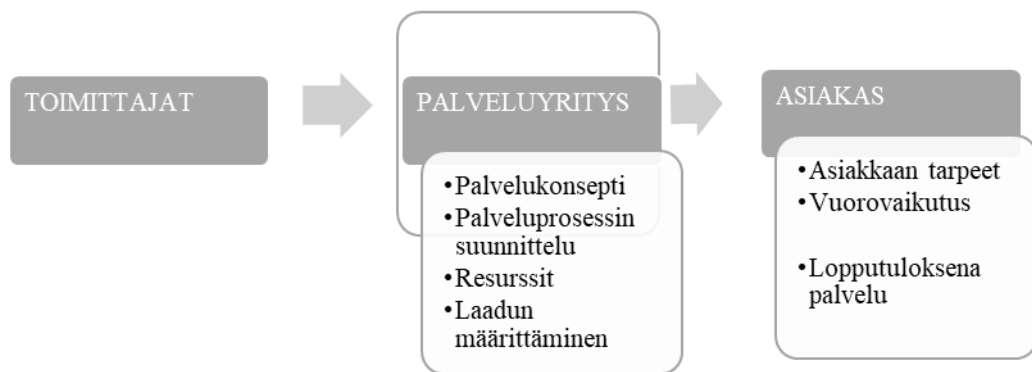 TOIMITTAJAT
PALVELUYRITYS
•Palvelukonsepti
•Palveluprosessin
suunnittelu
•Resurssit
•Laadun
määrittäminen
ASIAKAS
•Asiakkaan tarpeet
•Vuorovaikutus
•Lopputuloksena
palvelu